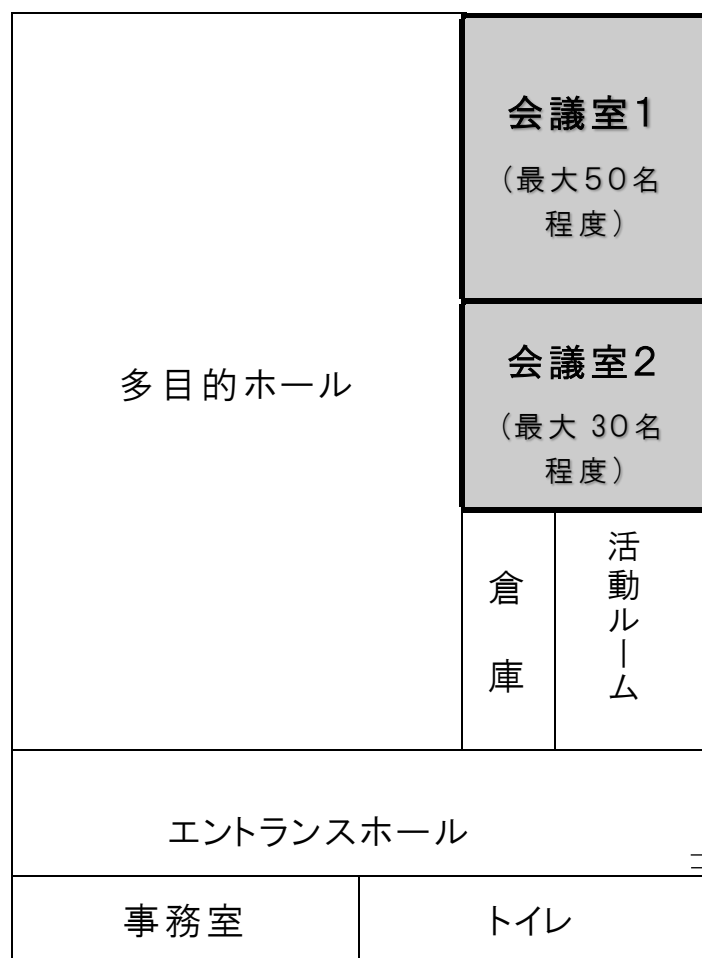 会議室1
（最大50名
程度）
多目的ホール
会議室2
（最大 30名
程度）
倉庫
活動ルーム
エントランスホール
事務室
トイレ